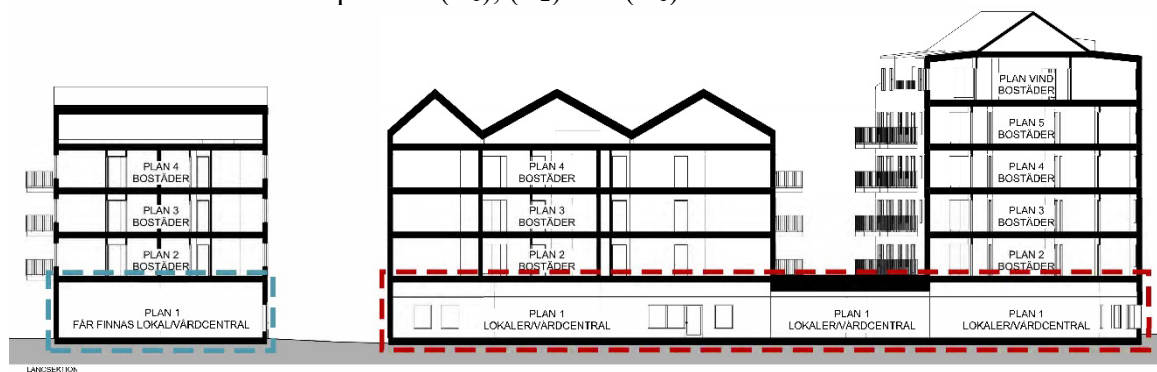 PLAN 4
BOSTÄDER
PLAN 3
BOSTÄDER
PLAN 2
BOSTÄDER
PLAN 1
FÅR FINNAS LOKAL/VÅRDCENTRAL
PLAN 4
BOSTÄDER
PLAN 3
BOSTÄDER
PLAN 2
BOSTÄDER
PLAN 1
LOKALER/VÅRDCENTRAL
PLAN 1
LOKALER/VÅRDCENTRAL
PLAN VIND
BOSTÄDER
PLAN 5
BOSTÄDER
PLAN 4
BOSTÄDER
PLAN 3
BOSTÄDER
PLAN 2
BOSTÄDER
PLAN 1
LOKALER/VÅRDCENTRAL
LÄNGSEKTION